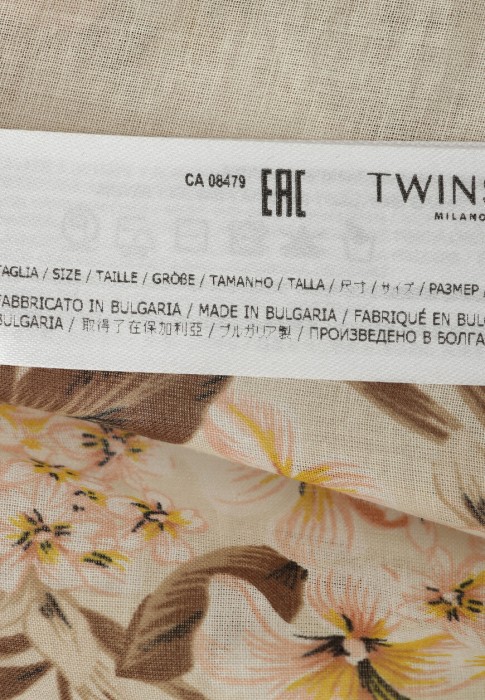 CA 08479 EAC TWINS
MILANO
TAGLIA / SIZE / TAILLE / GRÖBE / TAMANHO / TALLA / 尺寸 / サイズ / РАЗМЕР /
FABBRICATO IN BULGARIA / MADE IN BULGARIA / FABRIQUÉ EN BULG
BULGARIA / 取得了在保加利亞 / ブルガリア製 / ПРОИЗВЕДЕНО В БОЛГА